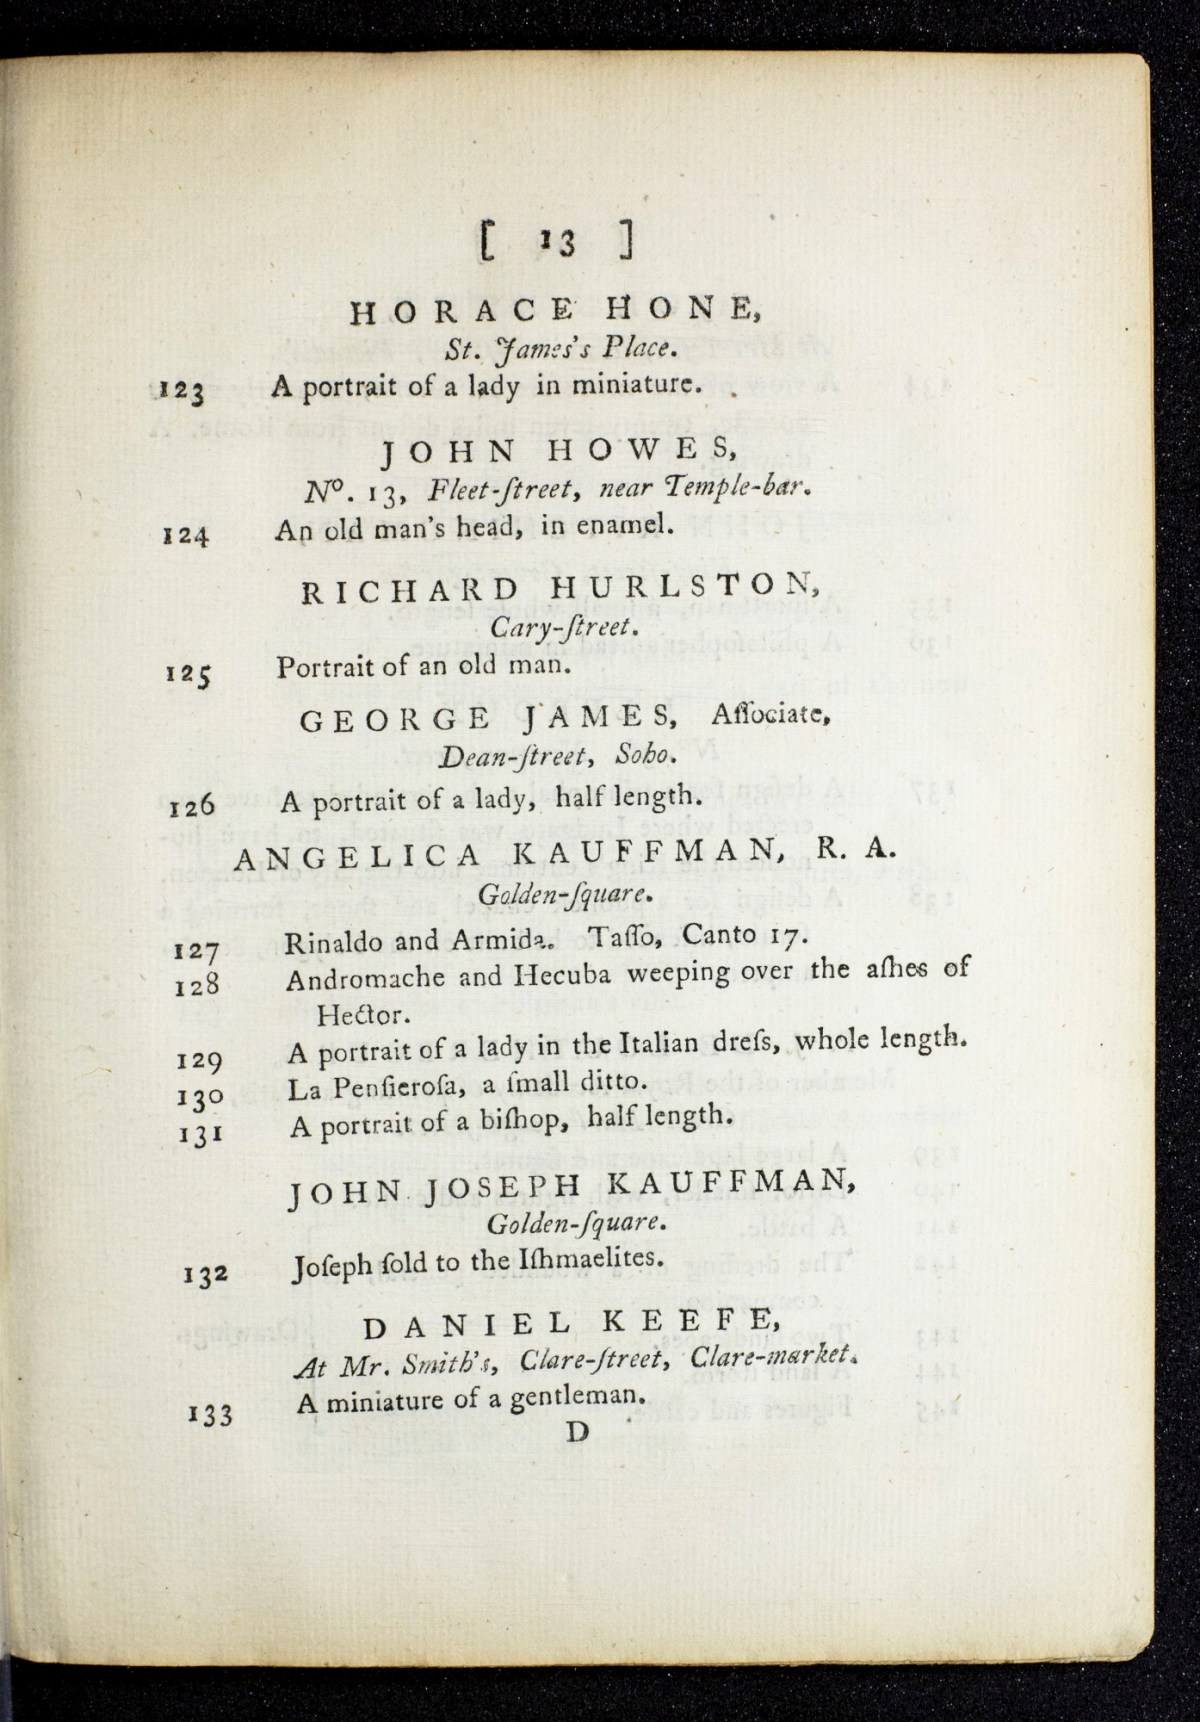 [ 13 ]
HORACE HONE,
St. James's Place.
123 A portrait of a lady in miniature.
JOHN HOWES,
Nº. 13, Fleet-ſtreet, near Temple-bar.
124 An old man's head, in enamel.
RICHARD HURLSTON,
Cary-ſtreet.
125 Portrait of an old man.
GEORGE JAMES, Aſſociate,
Dean-ſtreet, Soho.
126 A portrait of a lady, half length.
ANGELICA KAUFFMAN, R. A.
Golden-ſquare.
127 Rinaldo and Armida. Taſſo, Canto 17.
128 Andromache and Hecuba weeping over the aſhes of
Hector.
129 A portrait of a lady in the Italian dreſs, whole length.
130 La Penſieroſa, a ſmall ditto.
131 A portrait of a biſhop, half length.
JOHN JOSEPH KAUFFMAN,
Golden-ſquare.
132 Joſeph ſold to the Iſhmaelites.
DANIEL KEEFE,
At Mr. Smith's, Clare-ſtreet, Clare-market.
133 A miniature of a gentleman.
D